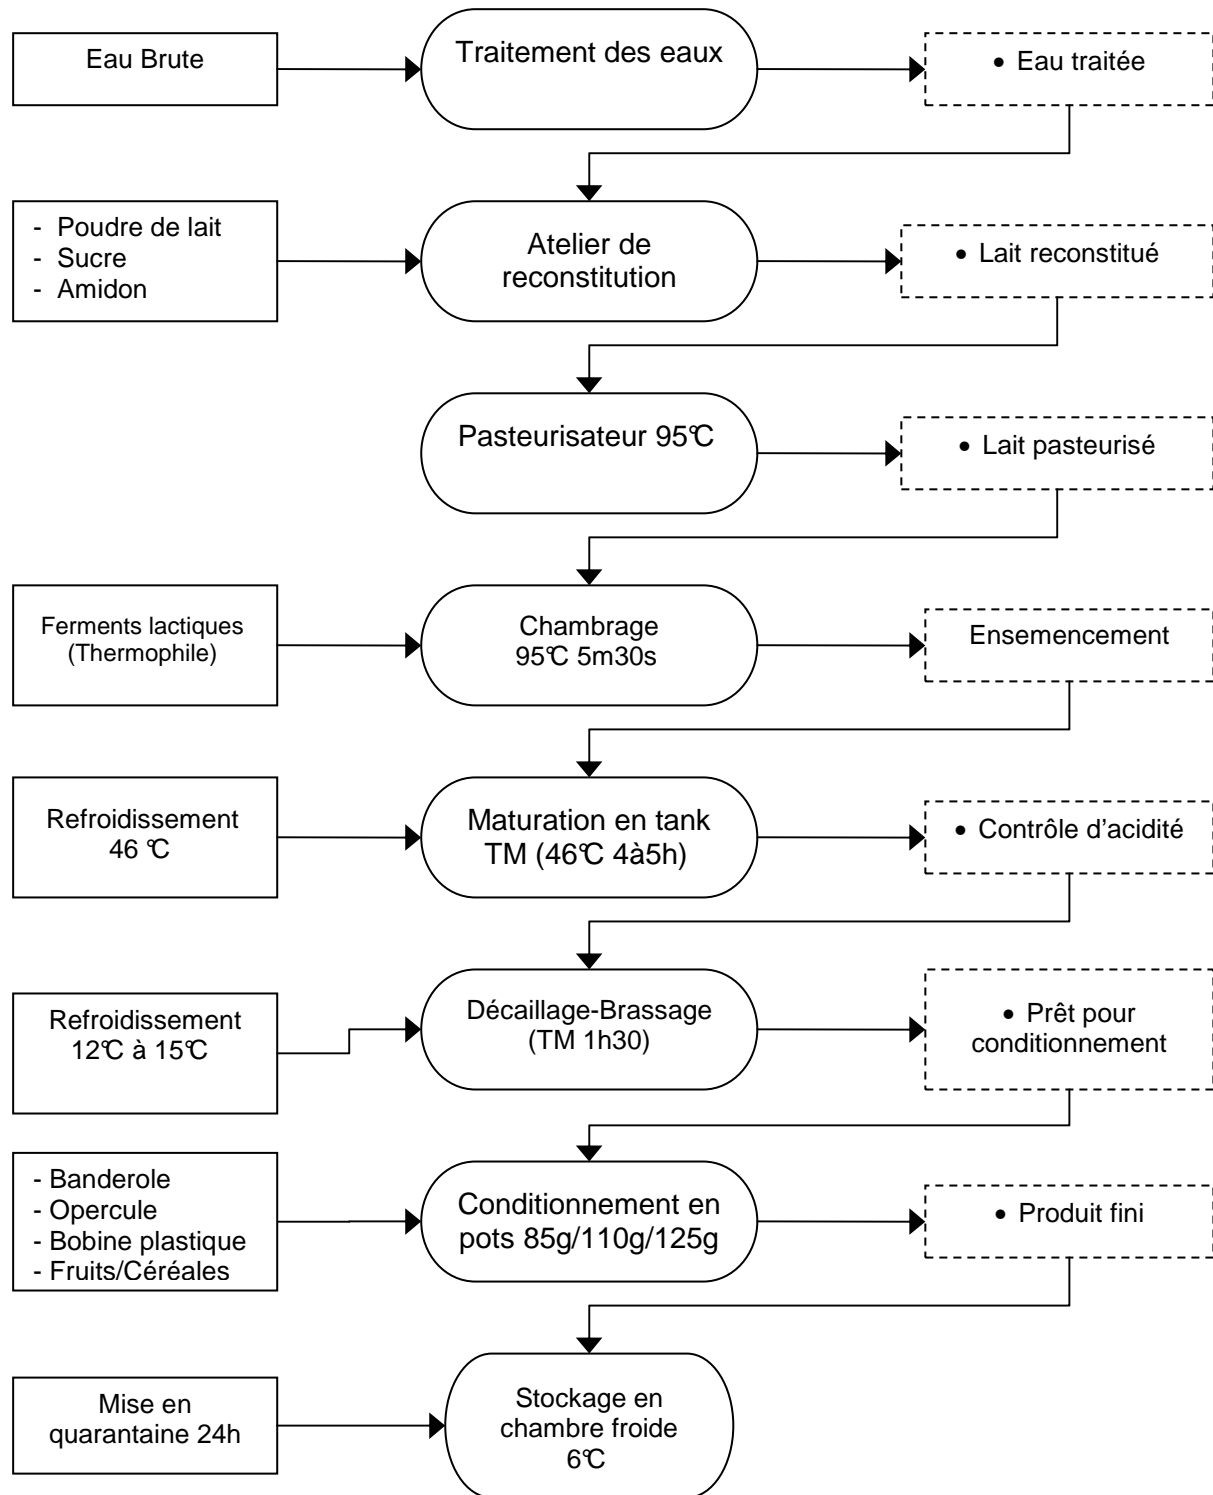 Eau Brute
Traitement des eaux
• Eau traitée
- Poudre de lait
- Sucre
- Amidon
Atelier de
reconstitution
• Lait reconstitué
Pasteurisateur 95°C
• Lait pasteurisé
Ferments lactiques
(Thermophile)
Chambrage
95°C 5m30s
Ensemencement
Refroidissement
46 °C
Maturation en tank
TM (46°C 4à5h)
• Contrôle d'acidité
Refroidissement
12°C à 15°C
Décaillage-Brassage
(TM 1h30)
• Prêt pour
conditionnement
- Banderole
- Opercule
- Bobine plastique
- Fruits/Céréales
Conditionnement en
pots 85g/110g/125g
• Produit fini
Mise en
quarantaine 24h
Stockage en
chambre froide
6°C